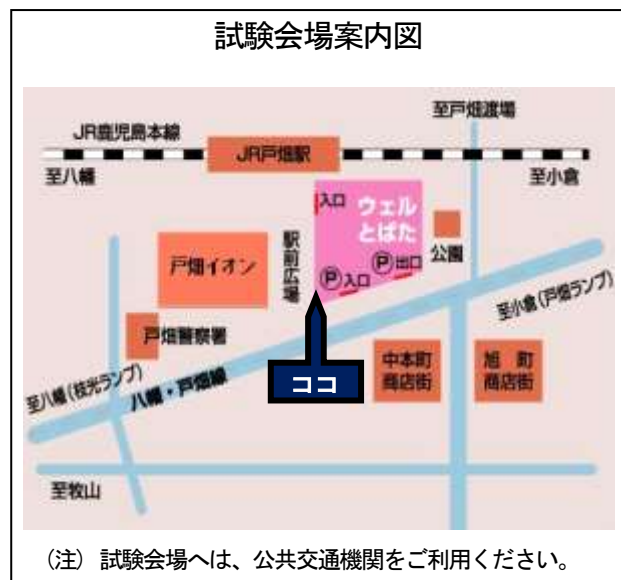 試験会場案内図
至戸畑渡場
JR鹿児島本線
JR戸畑駅
至八幡
至小倉
入口
ウェル
とばた
駅前広場
公園
戸畑イオン
Ⓟ入口
Ⓟ出口
至小倉(戸畑ランプ)
戸畑警察署
中本町
商店街
旭町
商店街
ココ
至八幡(枝光ランプ)
八幡・戸畑線
至牧山
（注） 試験会場へは、公共交通機関をご利用ください。